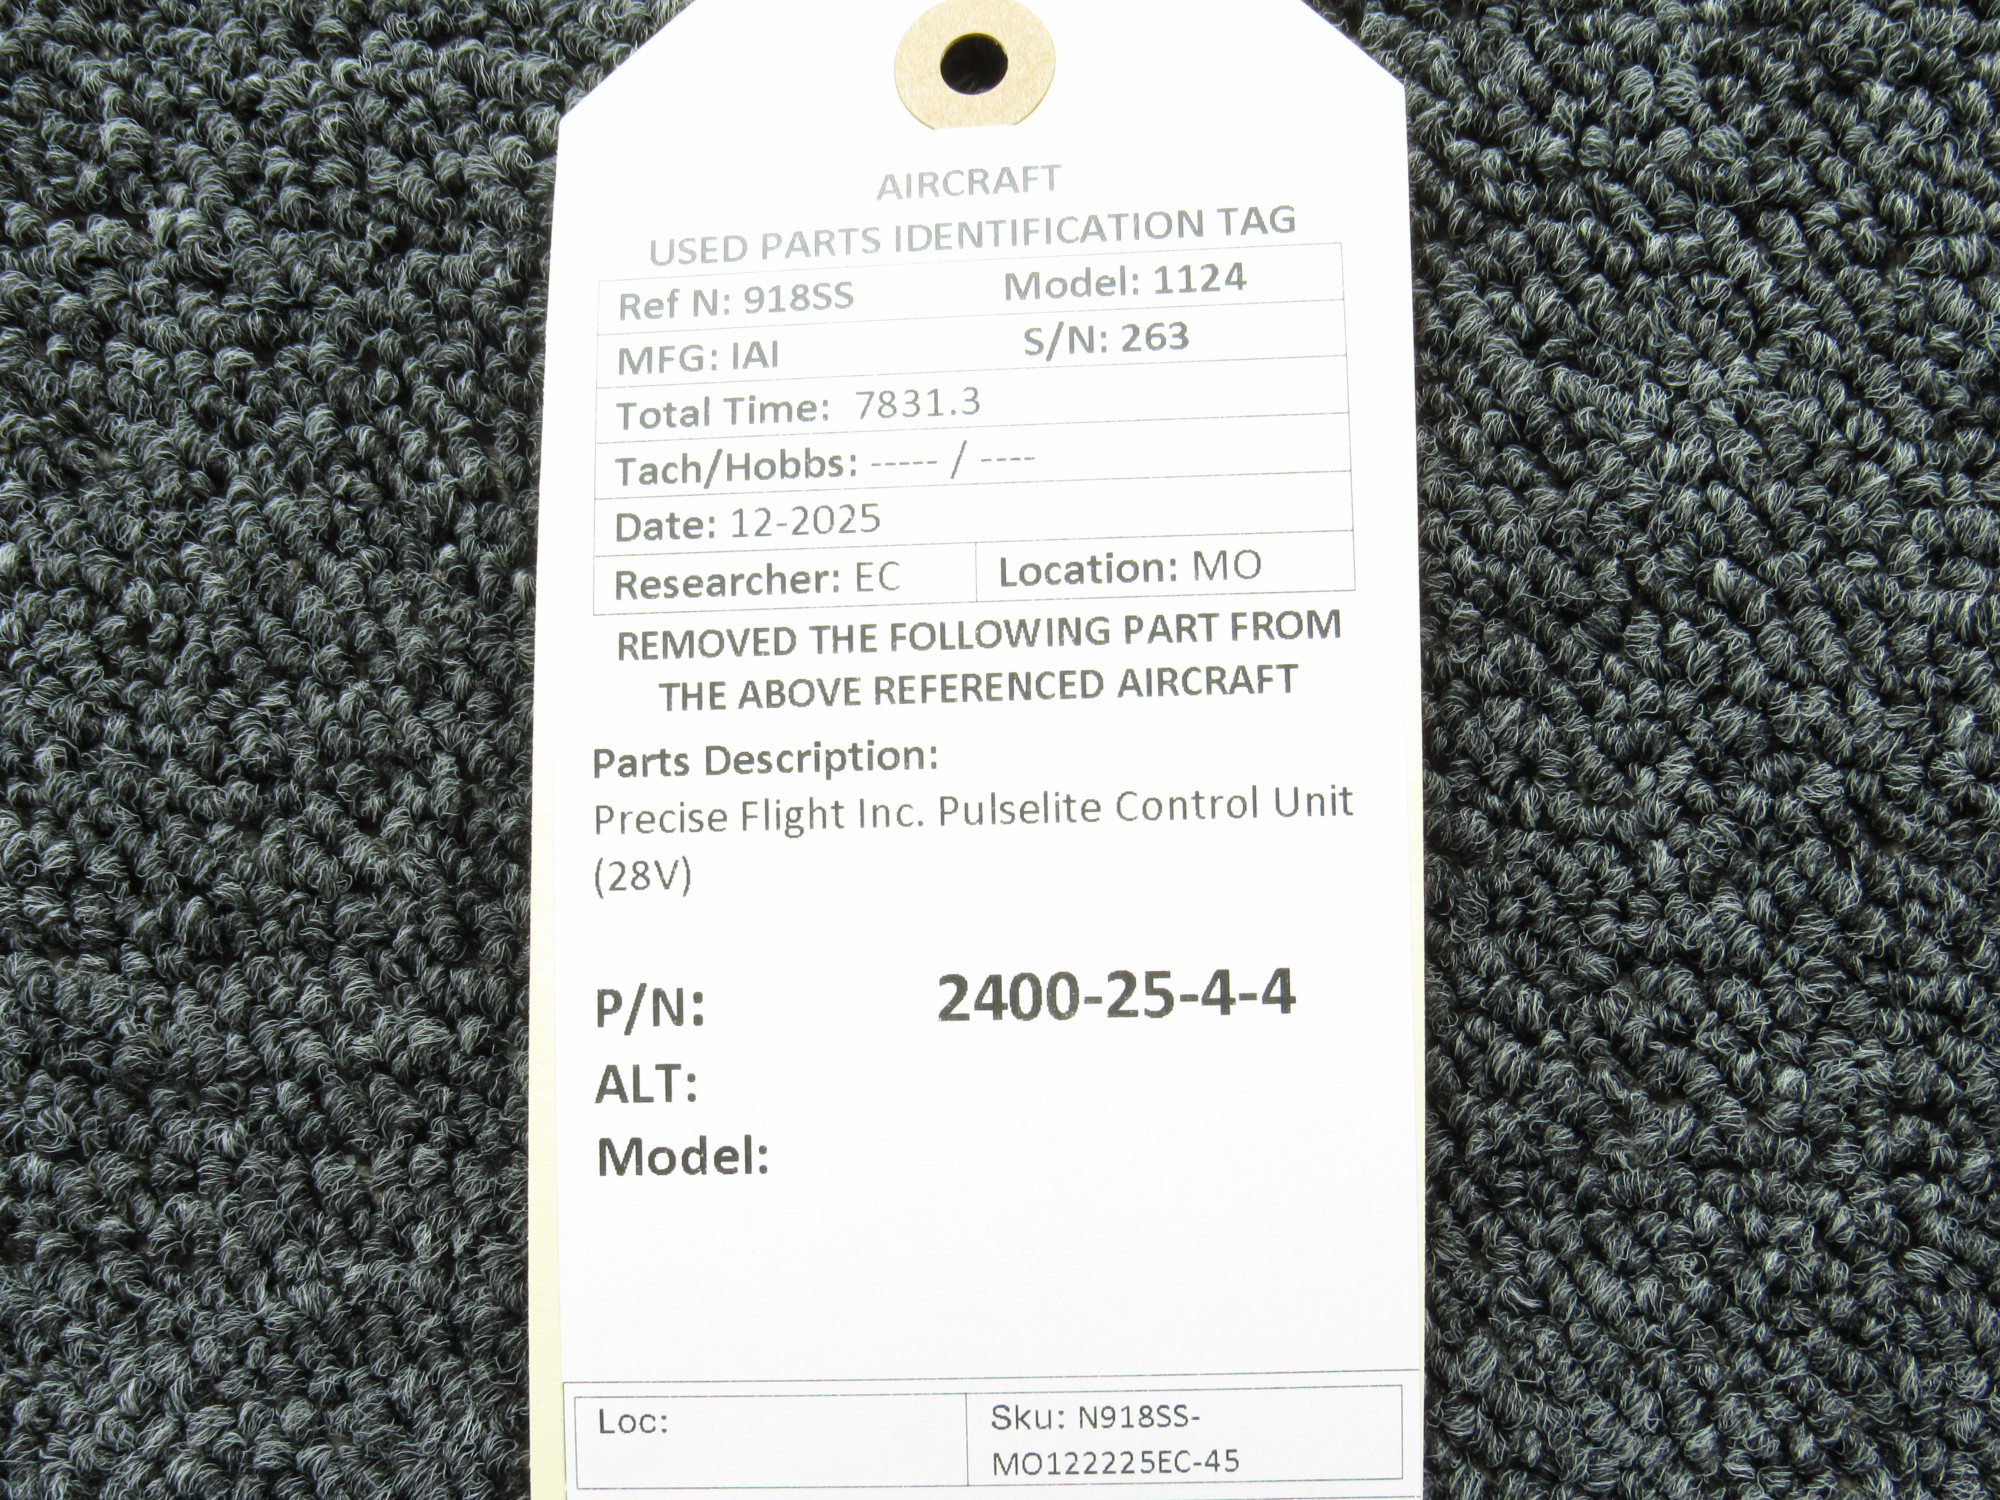 AIRCRAFT
USED PARTS IDENTIFICATION TAG
Ref N: 918SS Model: 1124
MFG: IAI S/N: 263
Total Time: 7831.3
Tach/Hobbs: ----- / ----
Date: 12-2025
Researcher: EC Location: MO
REMOVED THE FOLLOWING PART FROM
THE ABOVE REFERENCED AIRCRAFT
Parts Description:
Precise Flight Inc. Pulselite Control Unit
(28V)
P/N: 2400-25-4-4
ALT:
Model:
Loc: Sku: N918SS-
MO122225EC-45